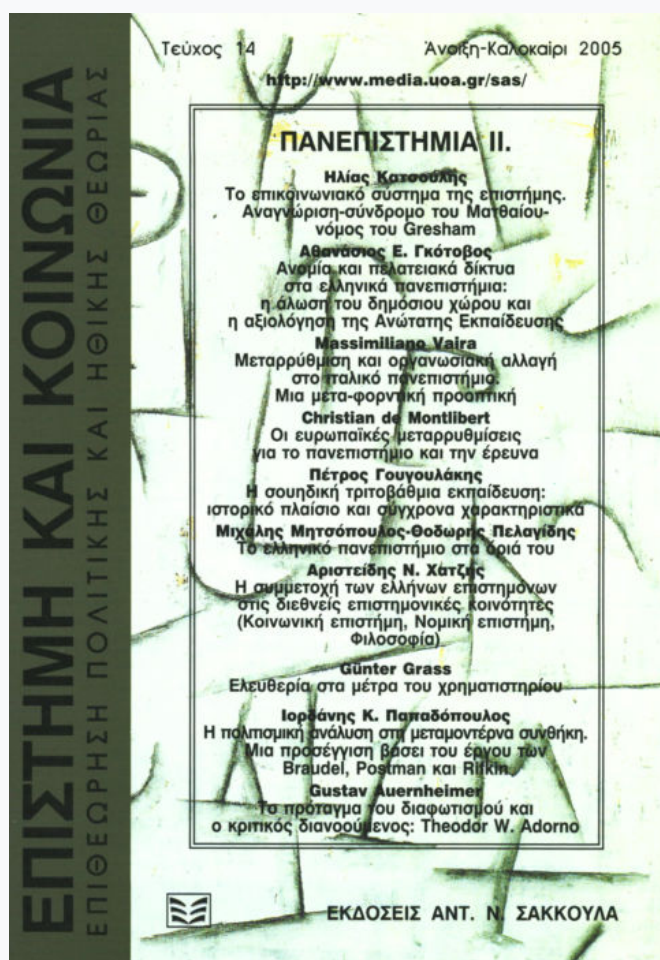 ΕΠΙΣΤΗΜΗ ΚΑΙ ΚΟΙΝΩΝΙΑ
ΕΠΙΘΕΩΡΗΣΗ ΠΟΛΙΤΙΚΗΣ ΚΑΙ ΗΘΙΚΗΣ ΘΕΩΡΙΑΣ
Τεύχος 14 Άνοιξη-Καλοκαίρι 2005
http://www.media.uoa.gr/sas/
ΠΑΝΕΠΙΣΤΗΜΙΑ ΙΙ.
Ηλίας Κατσούλης
Το επικοινωνιακό σύστημα της επιστήμης.
Αναγνώριση-σύνδρομο του Ματθαίου-
νόμος του Gresham
Αθανάσιος Ε. Γκότοβος
Ανομία και πελατειακά δίκτυα
στα ελληνικά πανεπιστήμια:
η άλωση του δημόσιου χώρου και
η αξιολόγηση της Ανώτατης Εκπαίδευσης
Massimiliano Vaira
Μεταρρύθμιση και οργανωσιακή αλλαγή
στο ιταλικό πανεπιστήμιο.
Μια μετα-φορντική προοπτική
Christian de Montlibert
Οι ευρωπαϊκές μεταρρυθμίσεις
για το πανεπιστήμιο και την έρευνα
Πέτρος Γουγουλάκης
Η σουηδική τριτοβάθμια εκπαίδευση:
ιστορικό πλαίσιο και σύγχρονα χαρακτηριστικά
Μιχάλης Μητσόπουλος-Θοδωρής Πελαγίδης
Το ελληνικό πανεπιστήμιο στα όριά του
Αριστείδης Ν. Χατζής
Η συμμετοχή των ελλήνων επιστημόνων
στις διεθνείς επιστημονικές κοινότητες
(Κοινωνική επιστήμη, Νομική επιστήμη,
Φιλοσοφία)
Günter Grass
Ελευθερία στα μέτρα του χρηματιστηρίου
Ιορδάνης Κ. Παπαδόπουλος
Η πολιτισμική ανάλυση στη μεταμοντέρνα συνθήκη.
Μια προσέγγιση βάσει του έργου των
Braudel, Postman και Rifkin
Gustav Auernheimer
Το πρόταγμα του διαφωτισμού και
ο κριτικός διανοούμενος: Theodor W. Adorno
ΕΚΔΟΣΕΙΣ ΑΝΤ. Ν. ΣΑΚΚΟΥΛΑ